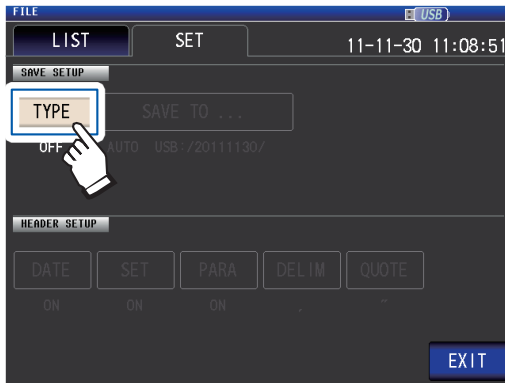 FILE USB
LIST SET 11-11-30 11:08:51
SAVE SETUP
TYPE SAVE TO ...
OFF AUTO USB:/20111130/
HEADER SETUP
DATE SET PARA DELIM QUOTE
ON ON ON , ~
EXIT